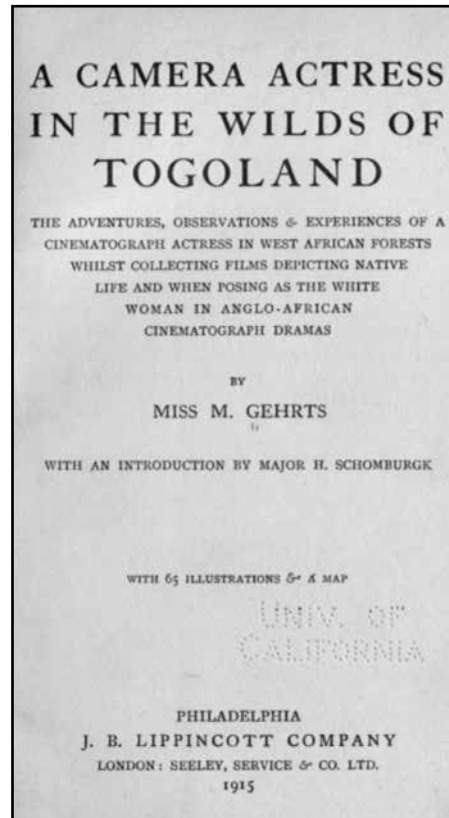 A CAMERA ACTRESS
IN THE WILDS OF
TOGOLAND
THE ADVENTURES, OBSERVATIONS & EXPERIENCES OF A
CINEMATOGRAPH ACTRESS IN WEST AFRICAN FORESTS
WHILST COLLECTING FILMS DEPICTING NATIVE
LIFE AND WHEN POSING AS THE WHITE
WOMAN IN ANGLO-AFRICAN
CINEMATOGRAPH DRAMAS
BY
MISS M. GEHRTS
WITH AN INTRODUCTION BY MAJOR H. SCHOMBURGK
WITH 65 ILLUSTRATIONS & A MAP
UNIV. OF
CALIFORNIA
PHILADELPHIA
J. B. LIPPINCOTT COMPANY
LONDON: SEELEY, SERVICE & CO. LTD.
1915